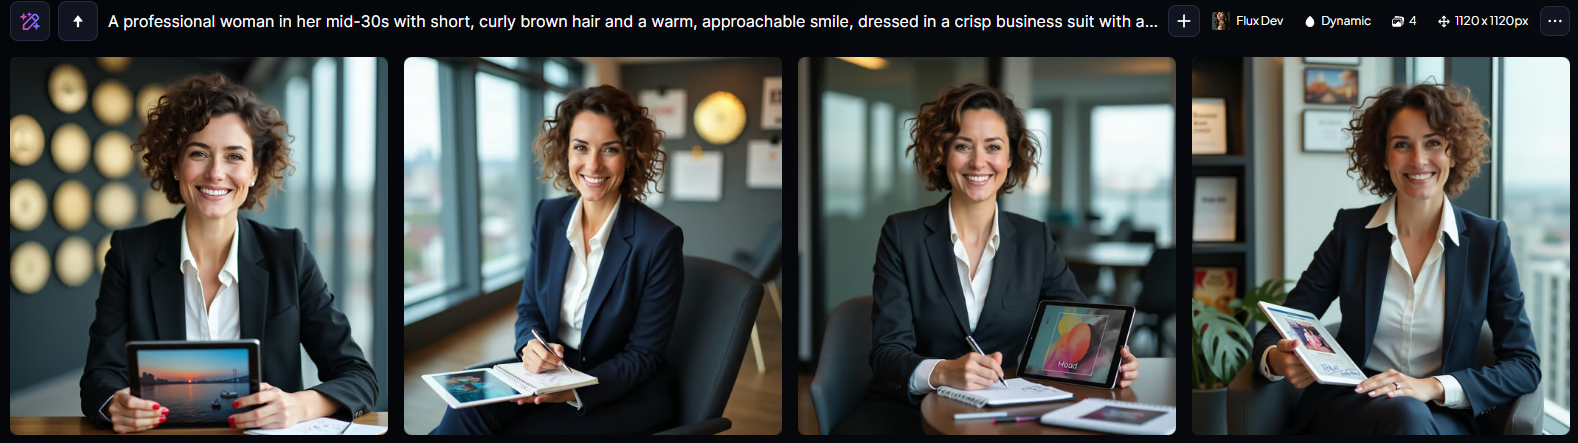 A professional woman in her mid-30s with short, curly brown hair and a warm, approachable smile, dressed in a crisp business suit with a...
Flux Dev
Dynamic
4
1120 x 1120px
Hoad